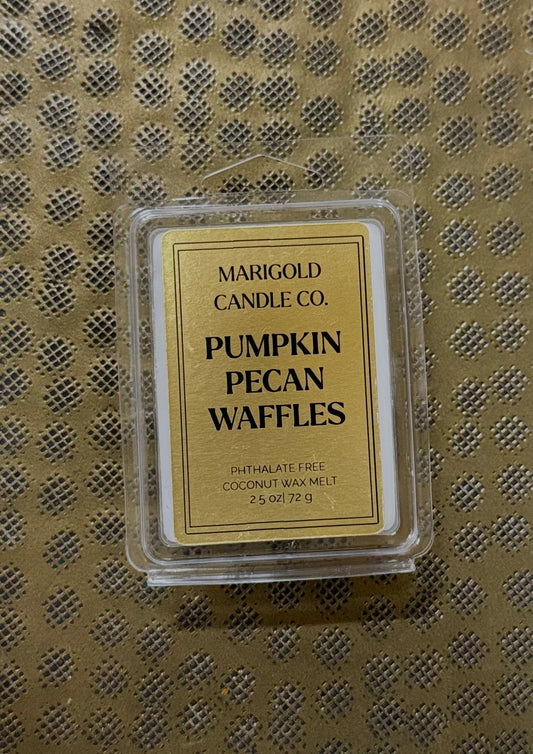 MARIGOLD
CANDLE CO.
PUMPKIN
PECAN
WAFFLES
PHTHALATE FREE
COCONUT WAX MELT
2.5 oz| 72 g